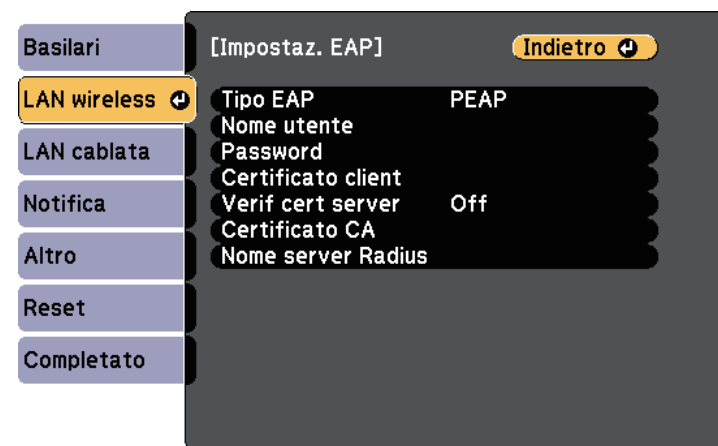 Basilari
LAN wireless
LAN cablata
Notifica
Altro
Reset
Completato
[Impostaz. EAP]
Indietro
Tipo EAP PEAP
Nome utente
Password
Certificato client
Verif cert server Off
Certificato CA
Nome server Radius